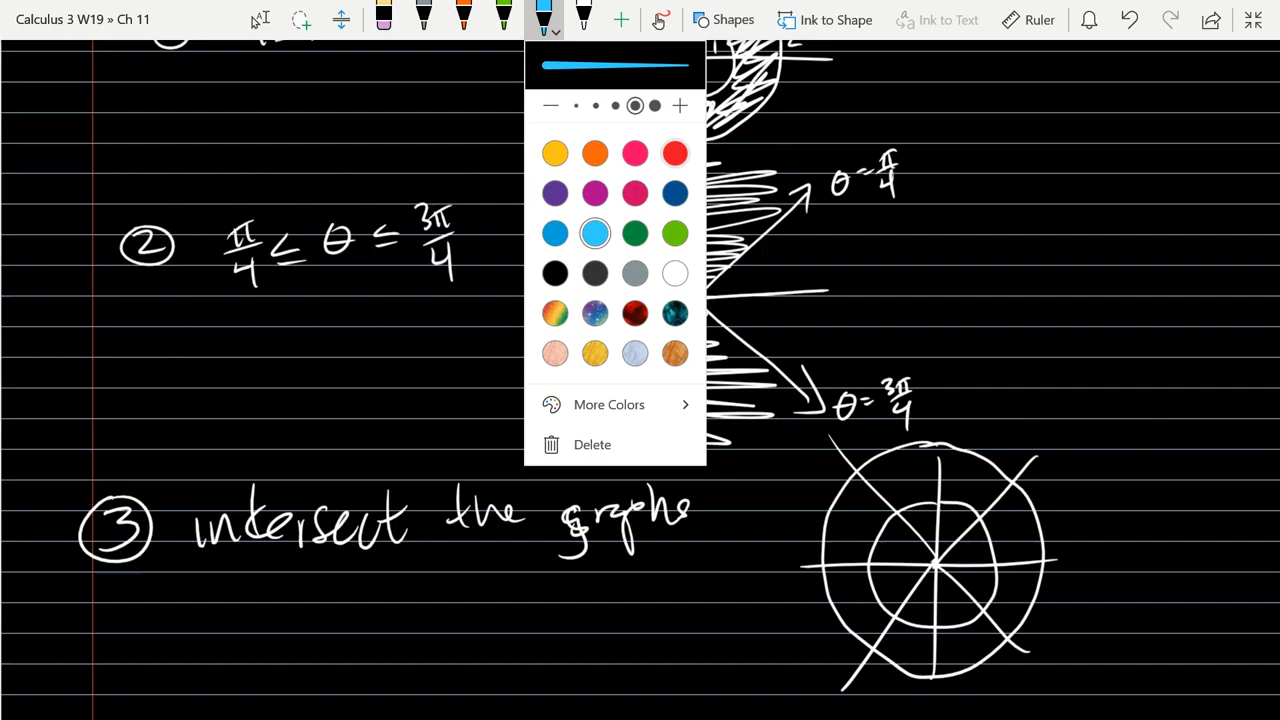 Calculus 3 W19 » Ch 11
Shapes
Ink to Shape
Ink to Text
Ruler
2
θ = π/4
② π/4 ≤ θ ≤ 3π/4
More Colors
θ = 3π/4
Delete
③ intersect the graphs